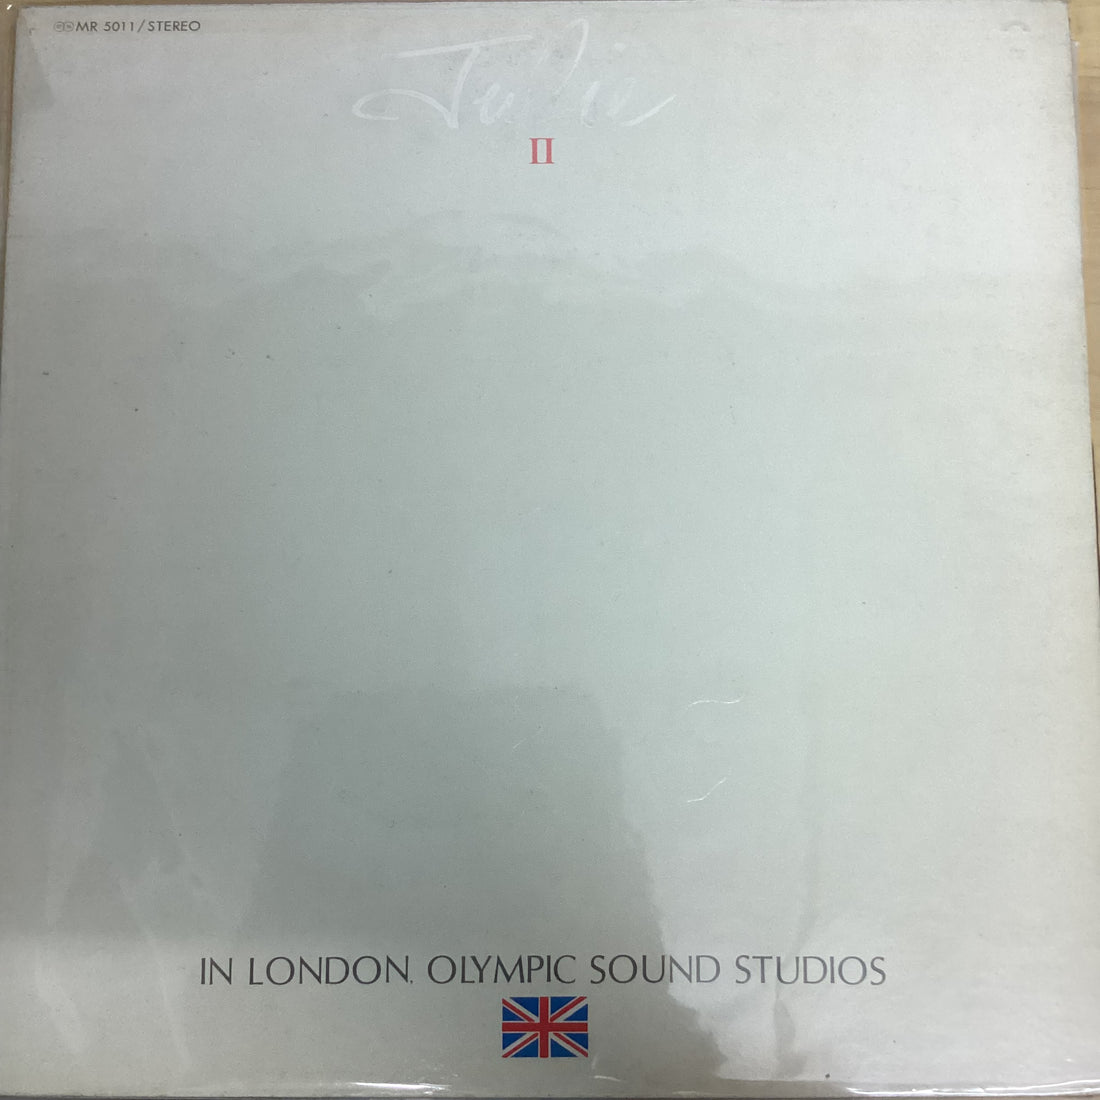 MR 5011/STEREO
Julie
II
IN LONDON, OLYMPIC SOUND STUDIOS